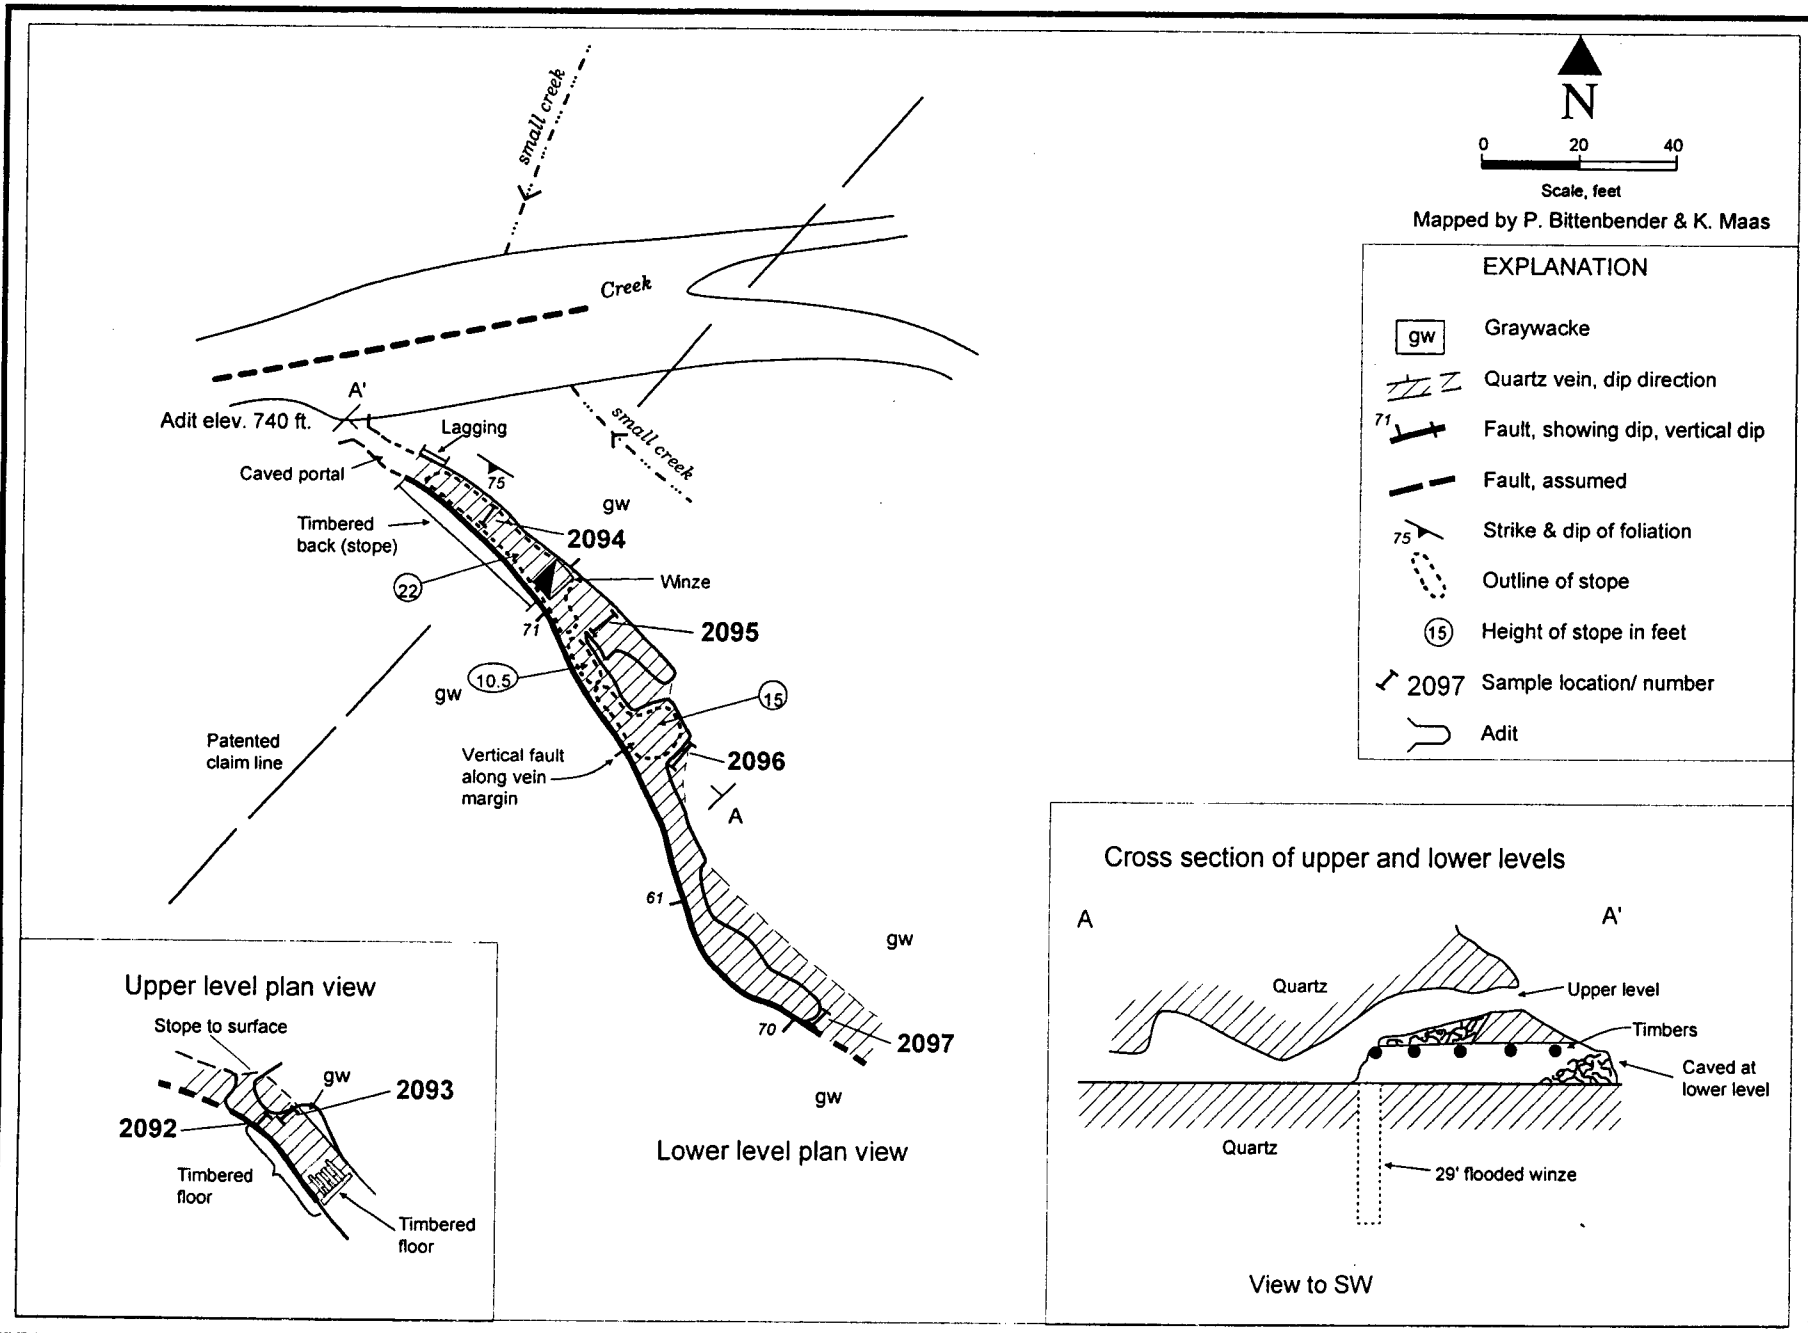 small creek
N
0 20 40
Scale, feet
Mapped by P. Bittenbender & K. Maas
EXPLANATION
gw Graywacke
Quartz vein, dip direction
71 Fault, showing dip, vertical dip
Fault, assumed
75 Strike & dip of foliation
Outline of stope
15 Height of stope in feet
2097 Sample location/ number
Adit
Creek
A'
Adit elev. 740 ft.
Lagging
small creek
Caved portal
75
gw
Timbered
back (stope)
2094
22
Winze
71
2095
10.5
gw
15
Patented
claim line
Vertical fault
along vein
margin
2096
A
61
gw
70
2097
gw
Lower level plan view
Upper level plan view
Stope to surface
gw
2093
2092
Timbered
floor
Timbered
floor
Cross section of upper and lower levels
A
A'
Quartz
Upper level
Timbers
Caved at
lower level
Quartz
29' flooded winze
View to SW